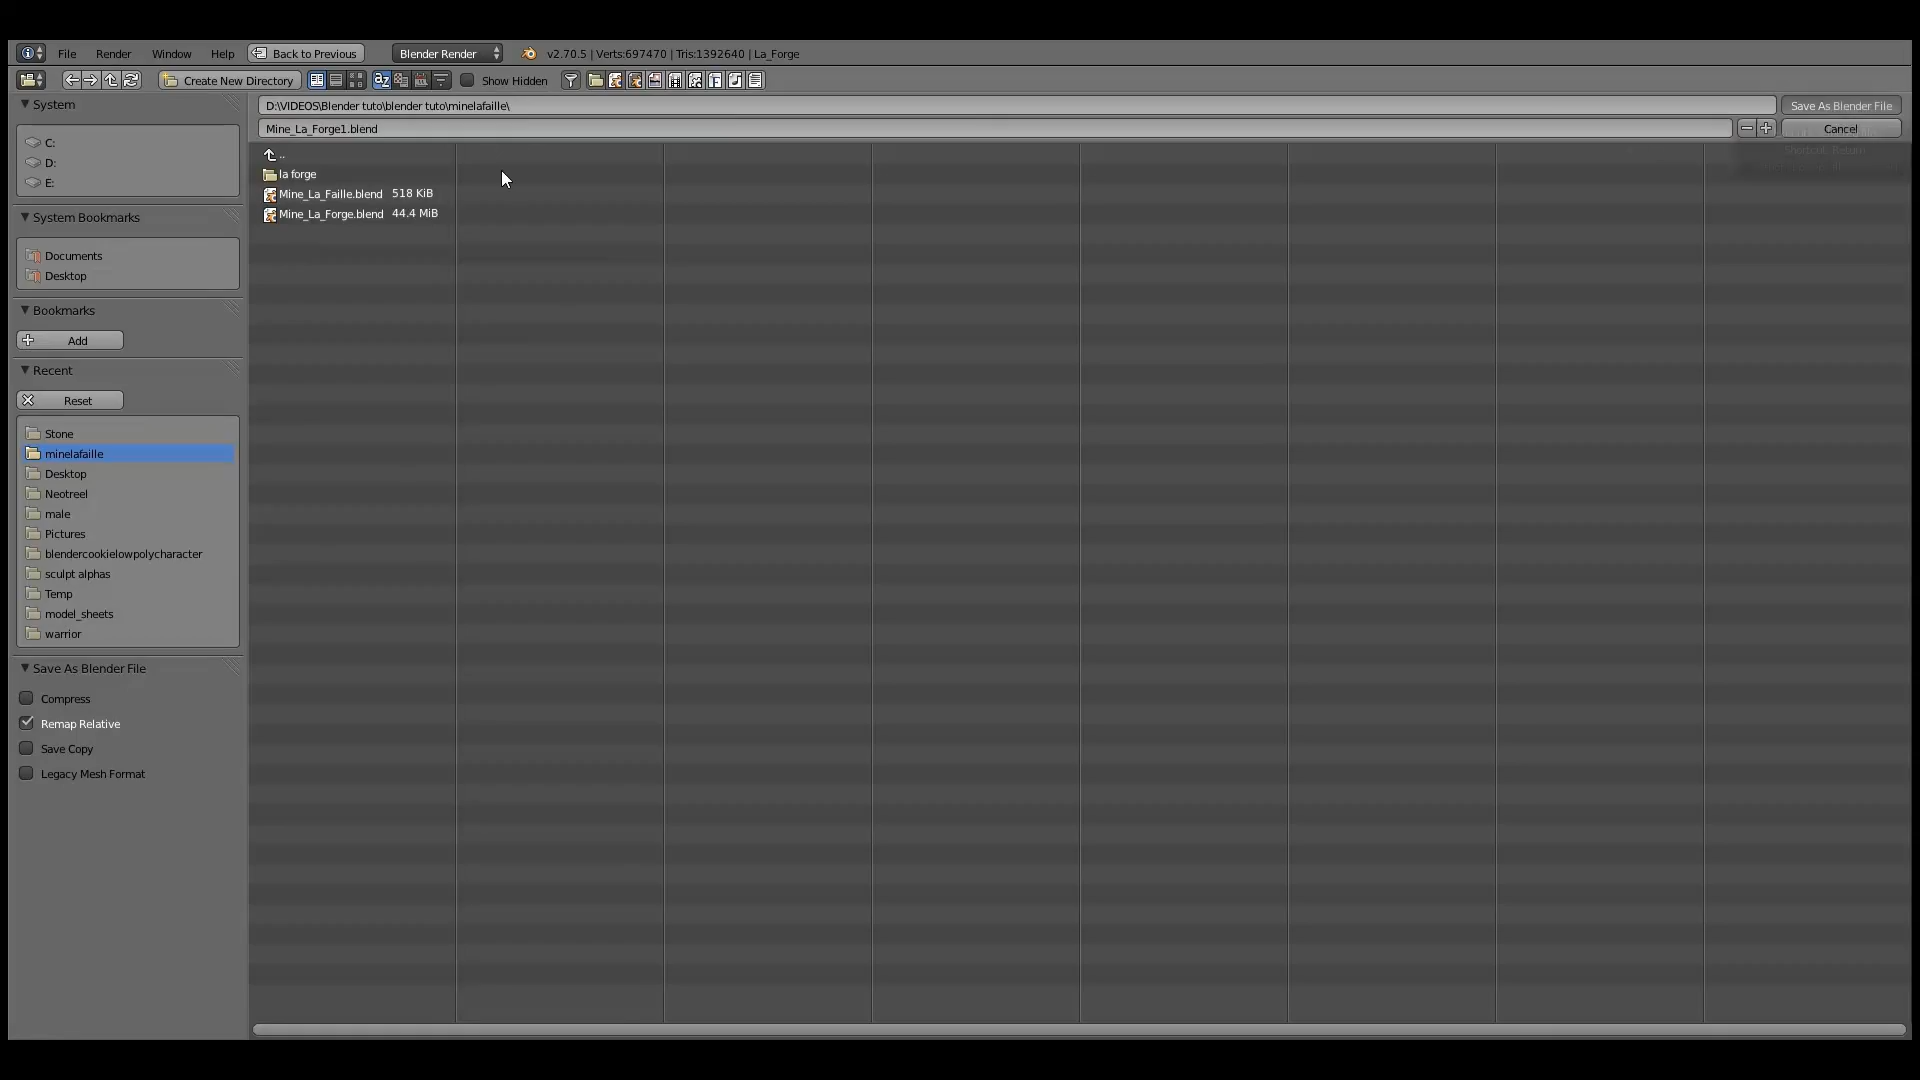 File Render Window Help Back to Previous Blender Render v2.70.5 | Verts:697470 | Tris:1392640 | La_Forge
Create New Directory Show Hidden
System
C:
D:
E:
System Bookmarks
Documents
Desktop
Bookmarks
Add
Recent
Reset
Stone
minelafaille
Desktop
Neotreel
male
Pictures
blendercookielowpolycharacter
sculpt alphas
Temp
model_sheets
warrior
Save As Blender File
Compress
Remap Relative
Save Copy
Legacy Mesh Format
D:\VIDEOS\Blender tuto\blender tuto\minelafaille\ Save As Blender File
Mine_La_Forge1.blend Cancel
Shortcut: Return
..
la forge
Mine_La_Faille.blend 518 KiB
Mine_La_Forge.blend 44.4 MiB